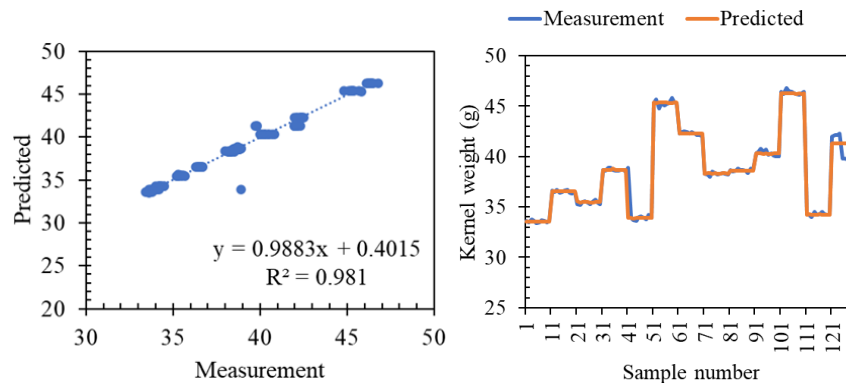 50
45
40
35
30
25
20
Predicted
y = 0.9883x + 0.4015
R² = 0.981
30 35 40 45 50
Measurement
Measurement Predicted
50
45
40
35
30
25
Kernel weight (g)
1 11 21 31 41 51 61 71 81 91 101 111 121
Sample number